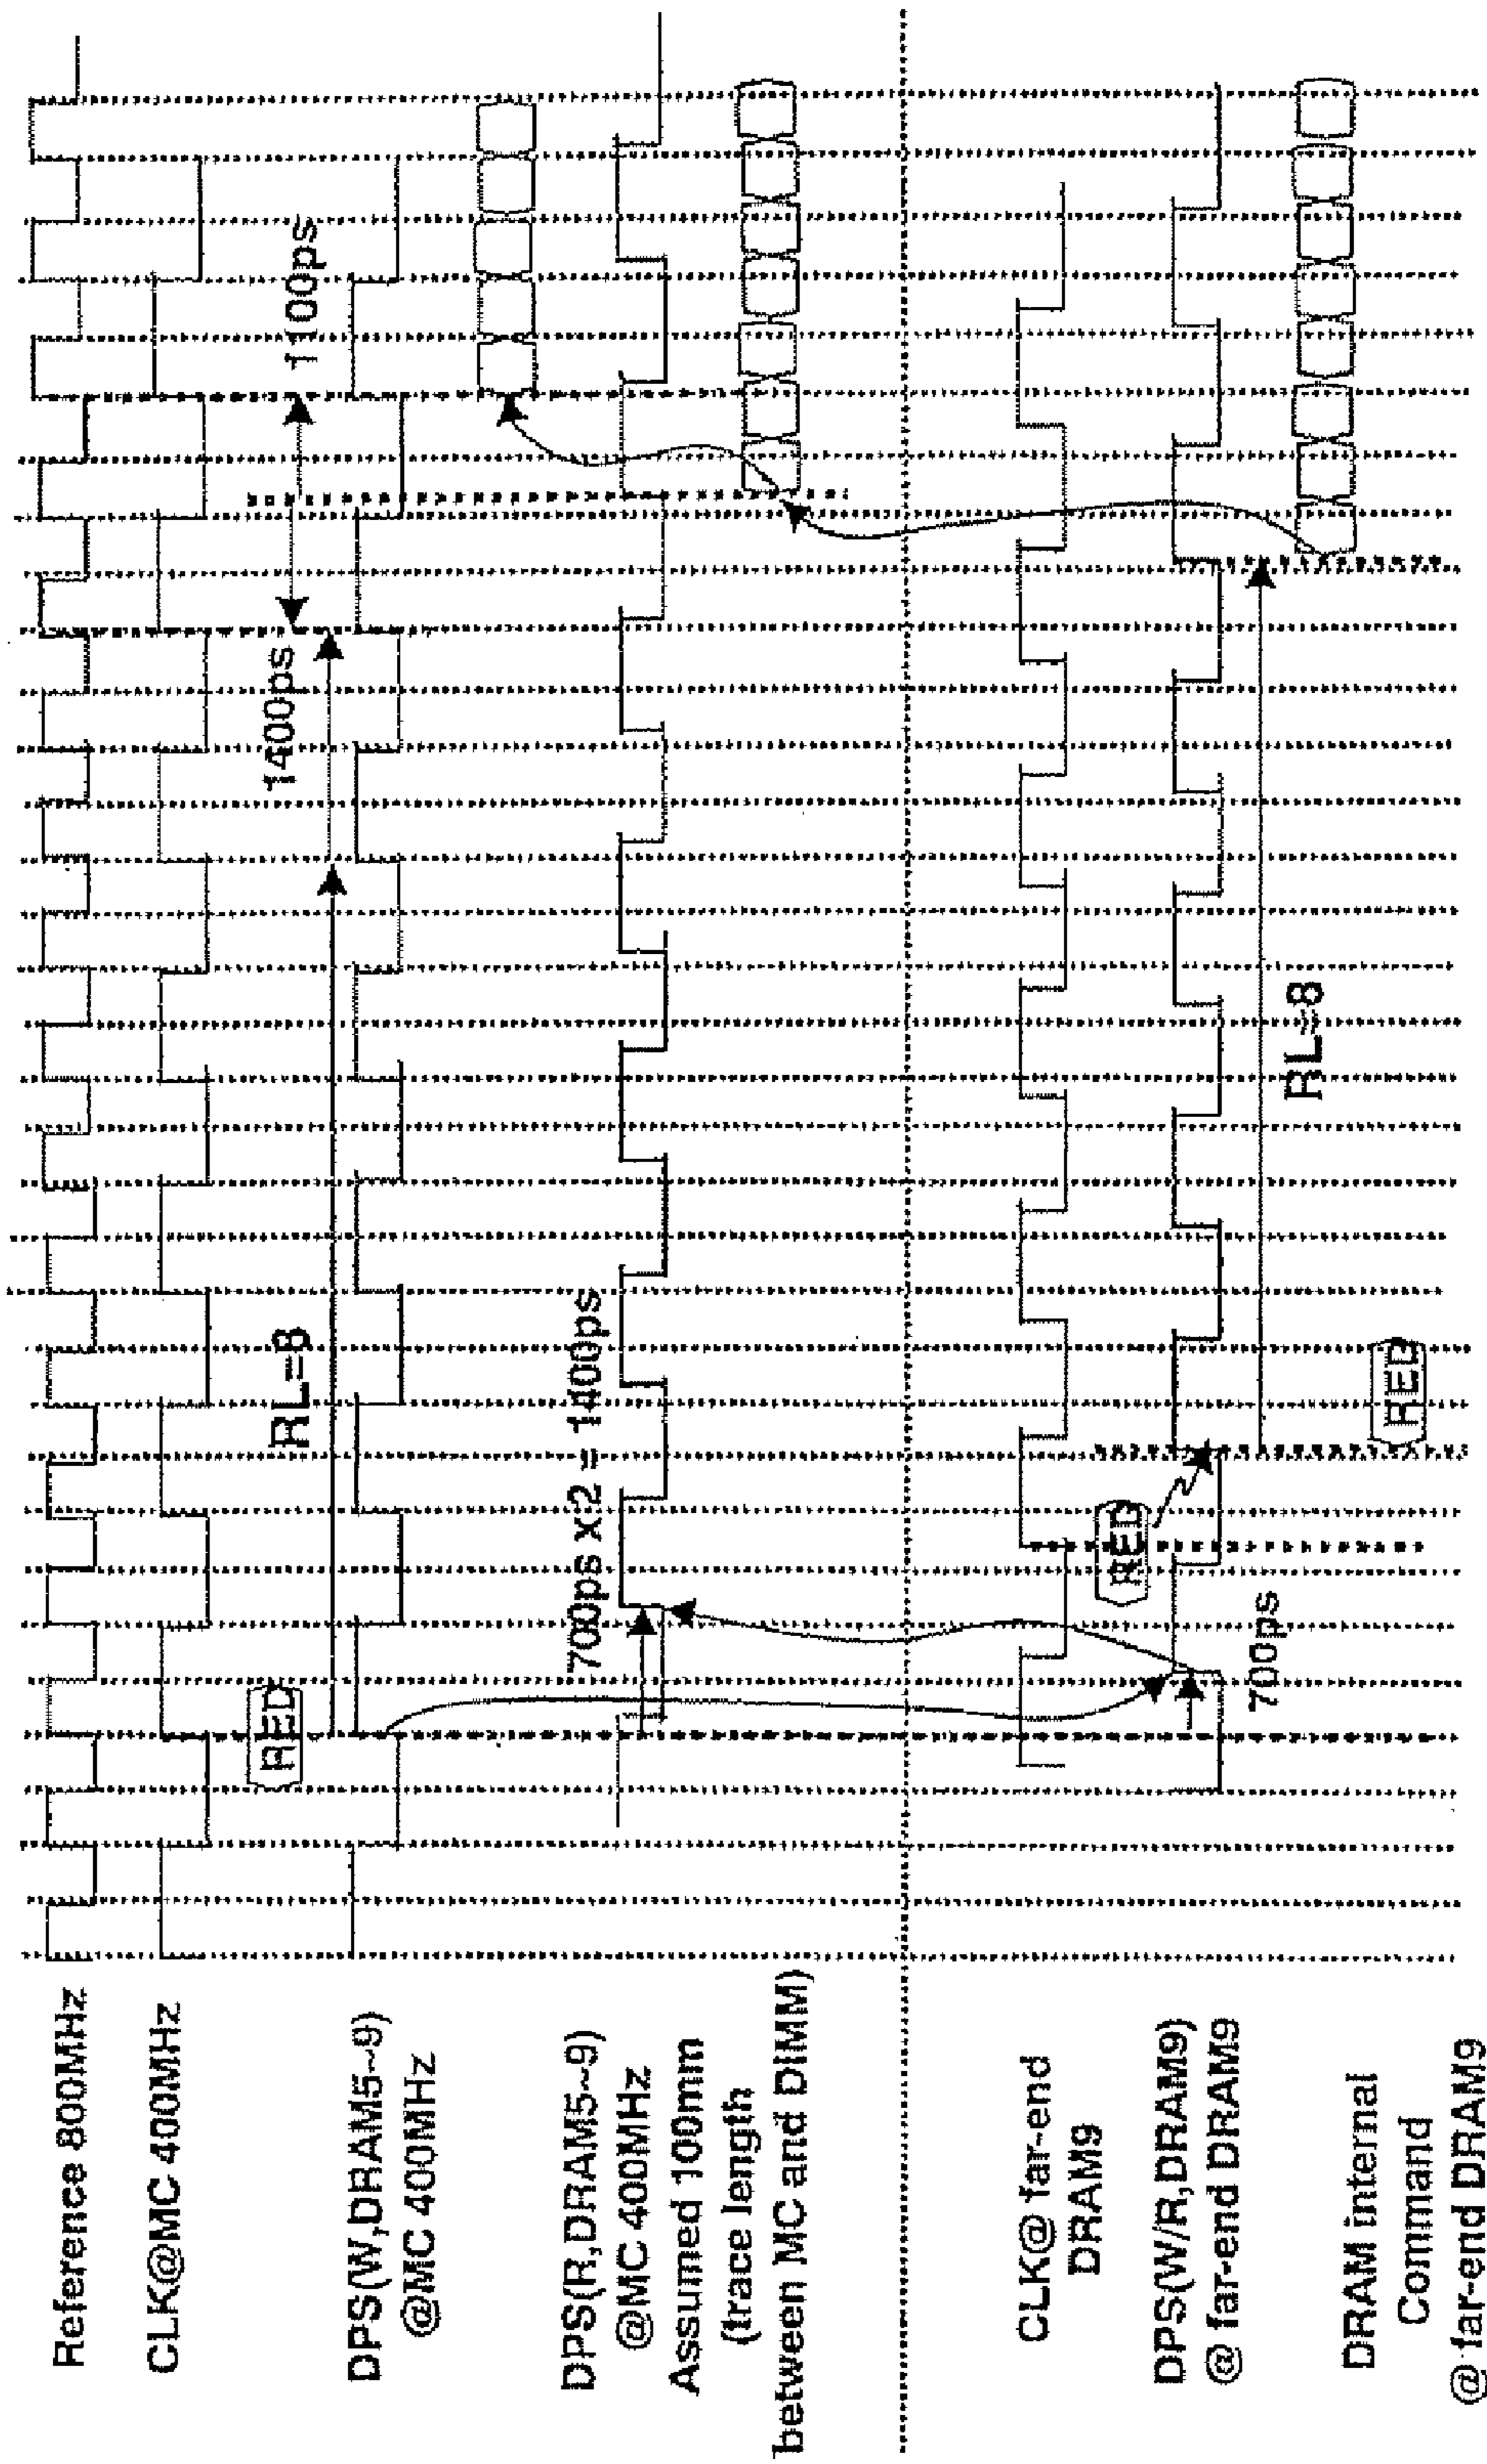 Reference 800MHz
CLK@MC 400MHz
RED
RL=8
1400ps
1100ps
DPS(W,DRAM5~9)
@MC 400MHz
DPS(R,DRAM5~9)
@MC 400MHz
Assumed 100mm
(trace length
between MC and DIMM)
700ps x2 = 1400ps
CLK@ far-end
DRAM9
RED
DPS(W/R,DRAM9)
@ far-end DRAM9
700ps
RL=8
DRAM internal
Command
@ far-end DRAM9
RED